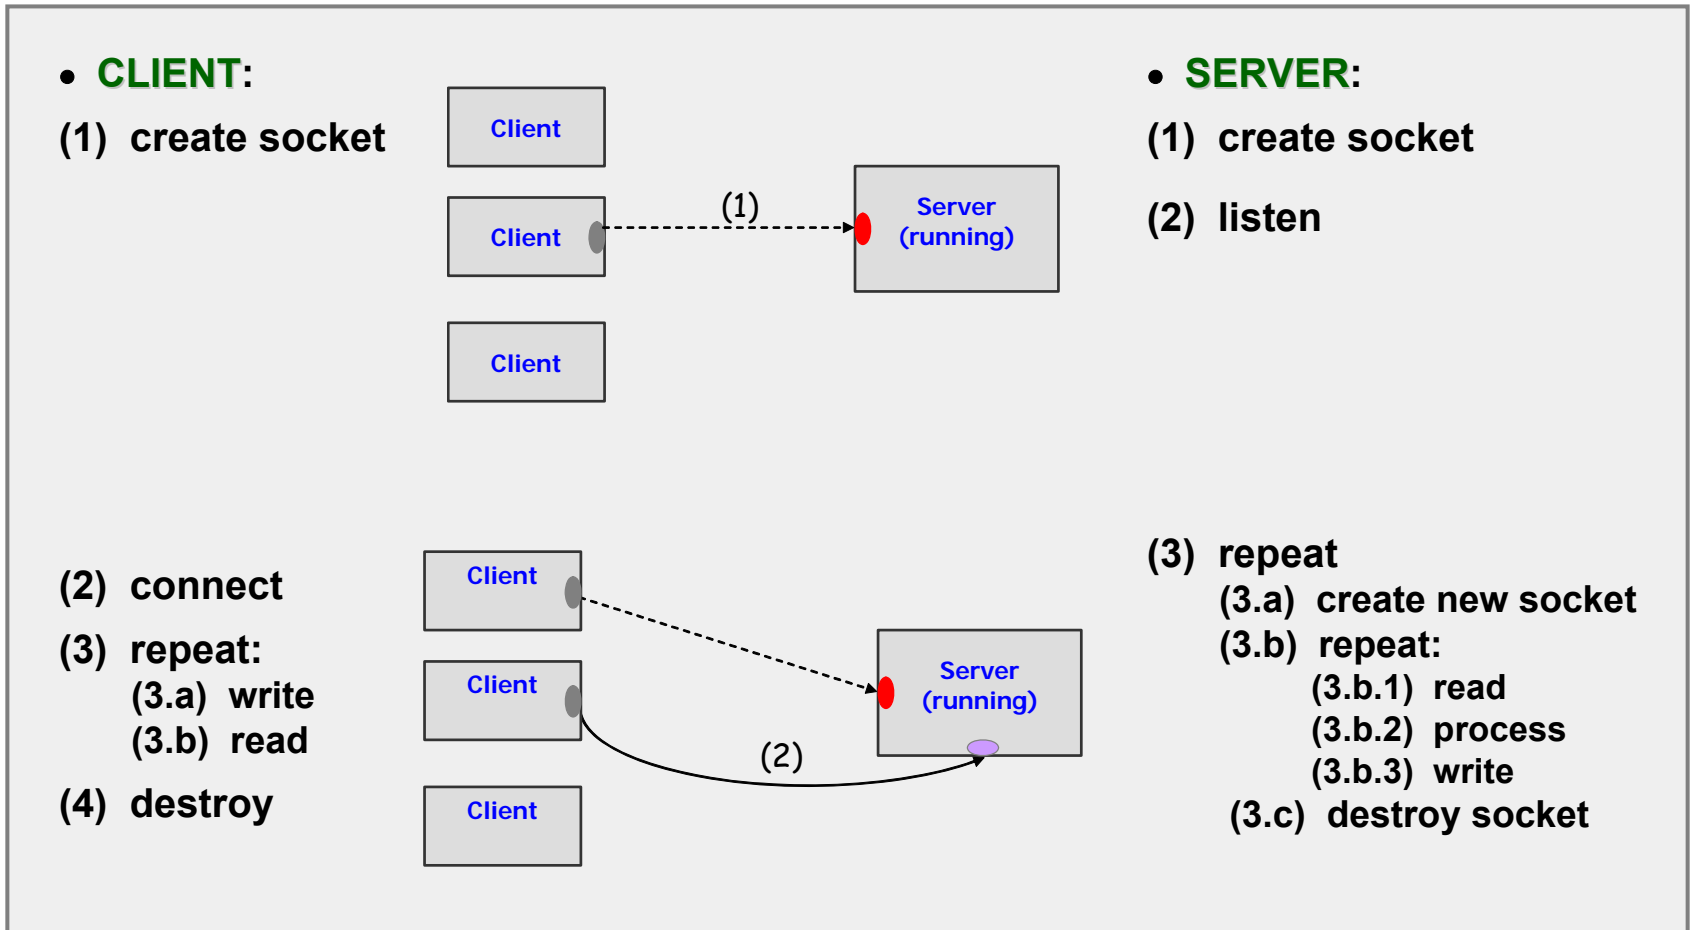 • CLIENT:
(1) create socket
Client
Client
Client
(1)
Server
(running)
• SERVER:
(1) create socket
(2) listen
(2) connect
(3) repeat:
(3.a) write
(3.b) read
(4) destroy
Client
Client
Client
(2)
Server
(running)
(3) repeat
(3.a) create new socket
(3.b) repeat:
(3.b.1) read
(3.b.2) process
(3.b.3) write
(3.c) destroy socket